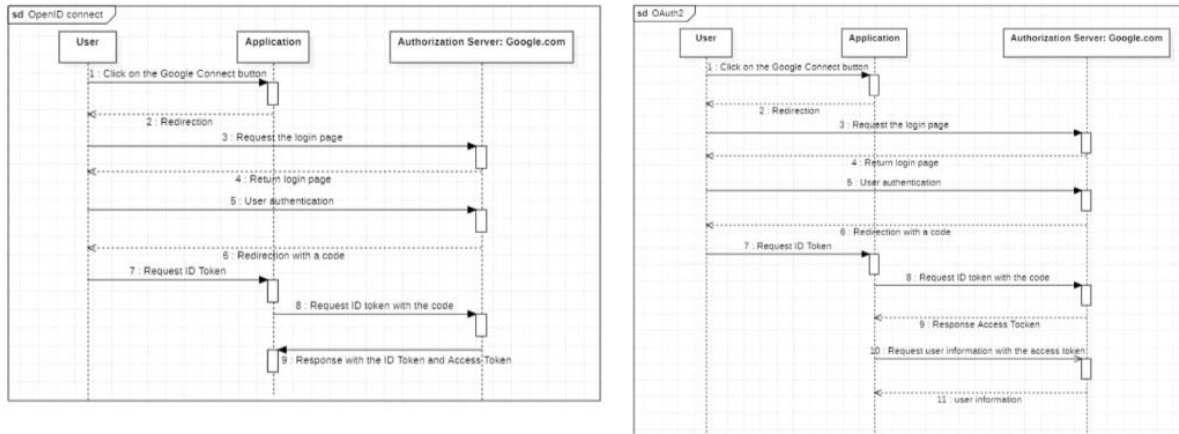 sd OpenID connect
User
Application
Authorization Server: Google.com
1 : Click on the Google Connect button
2 : Redirection
3 : Request the login page
4 : Return login page
5 : User authentication
6 : Redirection with a code
7 : Request ID Token
8 : Request ID token with the code
9 : Response with the ID Token and Access Token
sd OAuth2
User
Application
Authorization Server: Google.com
1 : Click on the Google Connect button
2 : Redirection
3 : Request the login page
4 : Return login page
5 : User authentication
6 : Redirection with a code
7 : Request ID Token
8 : Request ID token with the code
9 : Response Access Tocken
10 : Request user information with the access token
11 : user information